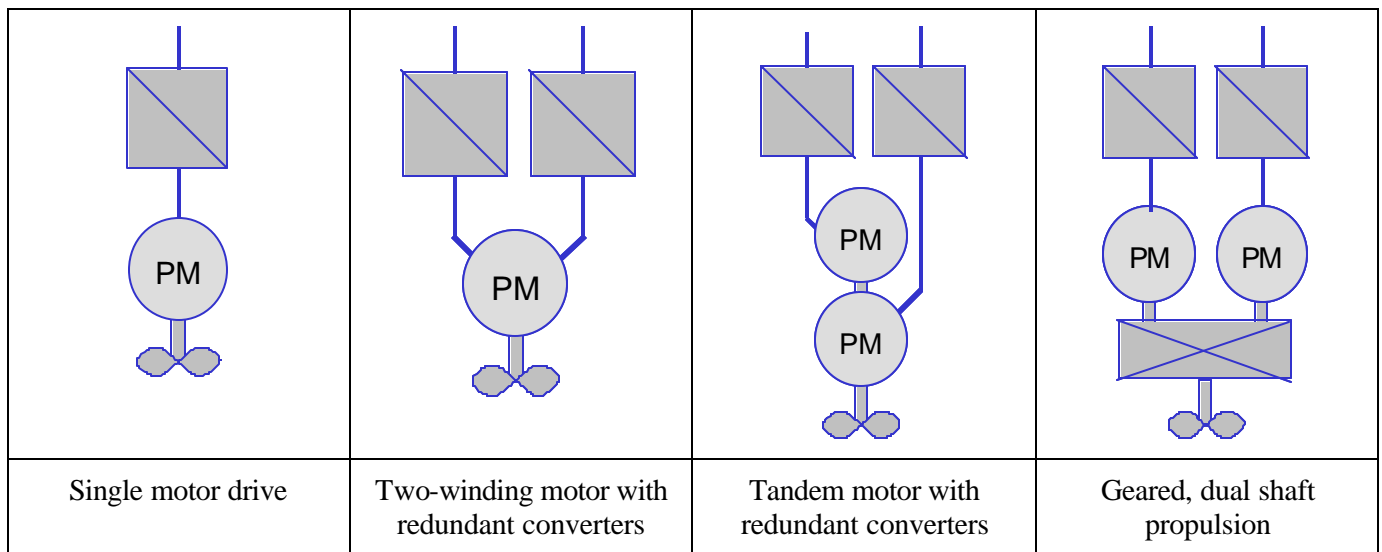 PM
PM
PM
PM
PM
PM
Single motor drive
Two-winding motor with
redundant converters
Tandem motor with
redundant converters
Geared, dual shaft
propulsion